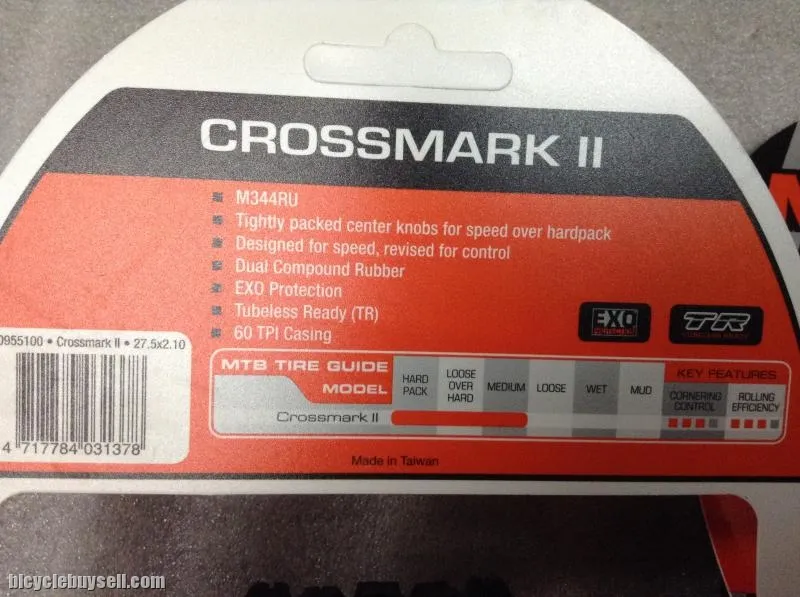 CROSSMARK II
M344RU
Tightly packed center knobs for speed over hardpack
Designed for speed, revised for control
Dual Compound Rubber
EXO Protection
Tubeless Ready (TR)
60 TPI Casing
EXO
PROTECTION
TR
TUBELESS READY
0955100 • Crossmark II • 27.5x2.10
4 717784 031378
MTB TIRE GUIDE
MODEL
HARD PACK
LOOSE OVER HARD
MEDIUM
LOOSE
WET
MUD
KEY FEATURES
CORNERING CONTROL
ROLLING EFFICIENCY
Crossmark II
Made in Taiwan
bicyclebuysell.com